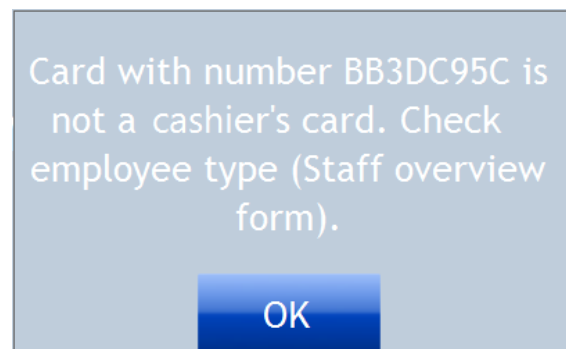 Card with number BB3DC95C is
not a cashier's card. Check
employee type (Staff overview
form).
OK